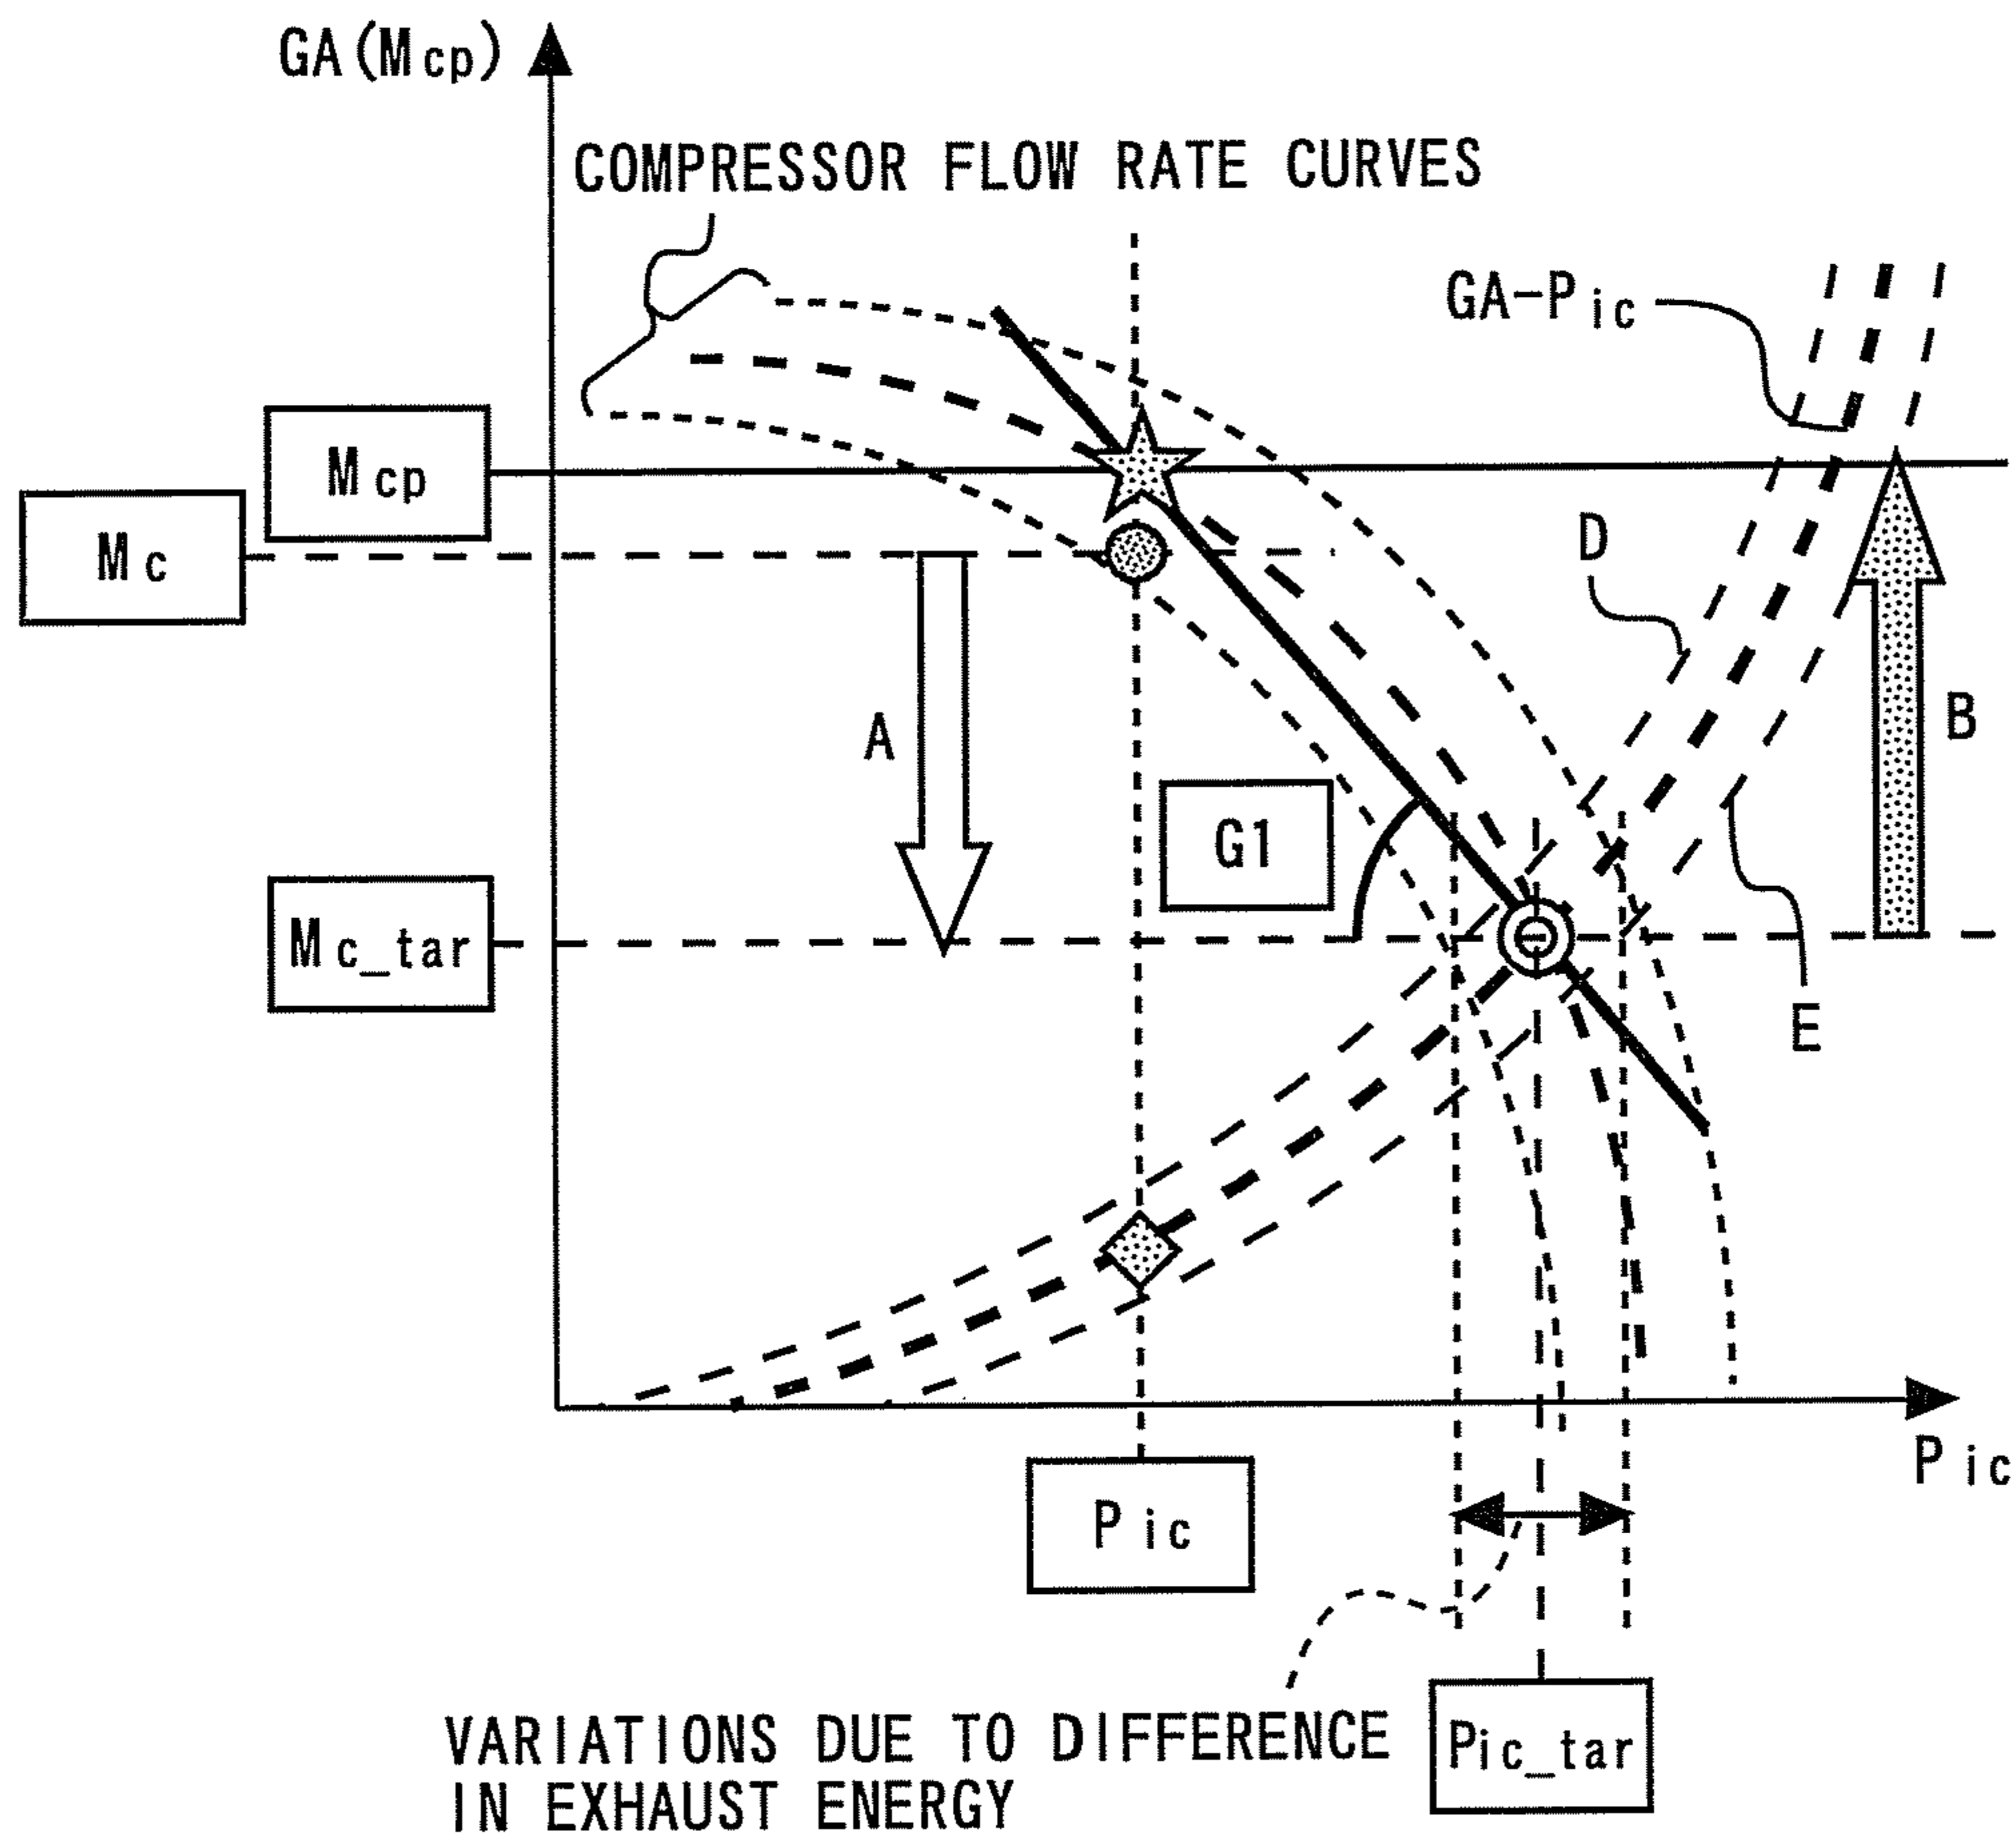 GA(Mcp)
COMPRESSOR FLOW RATE CURVES
GA-Pic
Mcp
Mc
D
A
B
G1
Mc_tar
E
Pic
Pic
VARIATIONS DUE TO DIFFERENCE
IN EXHAUST ENERGY
Pic_tar